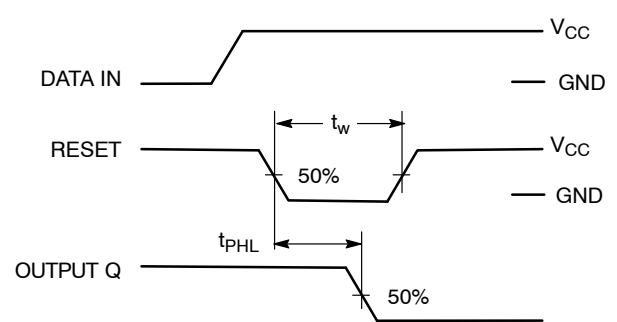 V_CC
DATA IN
GND
t_w
RESET
V_CC
50%
GND
t_PHL
OUTPUT Q
50%